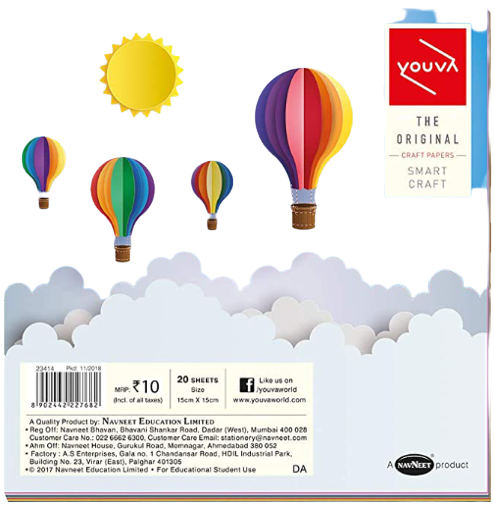 youva
THE
ORIGINAL
CRAFT PAPERS
SMART
CRAFT
23414 Pkd: 11/2018
8902442227682
MRP: ₹10
(Incl. of all taxes)
20 SHEETS
Size
15cm X 15cm
f Like us on
/youvaworld
www.youvaworld.com
A Quality Product by: NAVNEET EDUCATION LIMITED
• Reg Off: Navneet Bhavan, Bhavani Shankar Road, Dadar (West), Mumbai 400 028
Customer Care No.: 022 6662 6300, Customer Care Email: stationery@navneet.com
• Ahm Off: Navneet House, Gurukul Road, Memnagar, Ahmedabad 380 052
• Factory : A.S Enterprises, Gala no. 1 Chandansar Road, HDIL Industrial Park,
Building No. 23, Virar (East), Palghar 401305
• © 2017 Navneet Education Limited • For Educational Student Use DA
A NAVNEET product